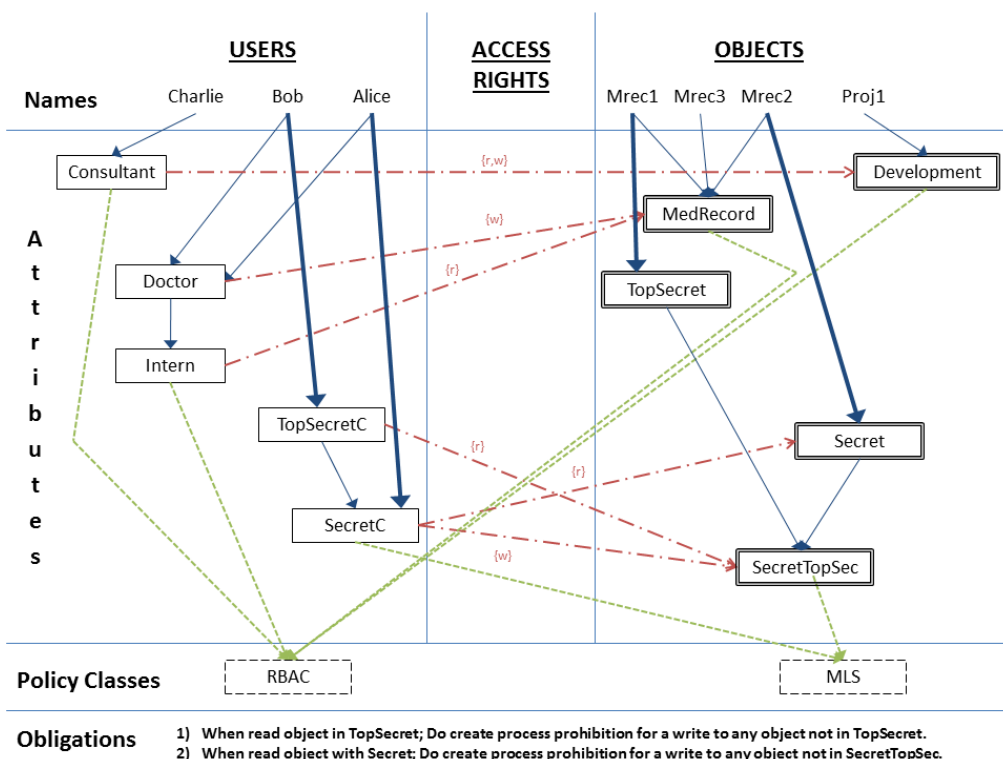 USERS
ACCESS
RIGHTS
OBJECTS
Names
Charlie
Bob
Alice
Mrec1
Mrec3
Mrec2
Proj1
Attributes
Consultant
{r,w}
Development
MedRecord
{w}
{r}
Doctor
TopSecret
Intern
TopSecretC
Secret
{r}
{r}
SecretC
{w}
SecretTopSec
Policy Classes
RBAC
MLS
Obligations
1) When read object in TopSecret; Do create process prohibition for a write to any object not in TopSecret.
2) When read object with Secret; Do create process prohibition for a write to any object not in SecretTopSec.